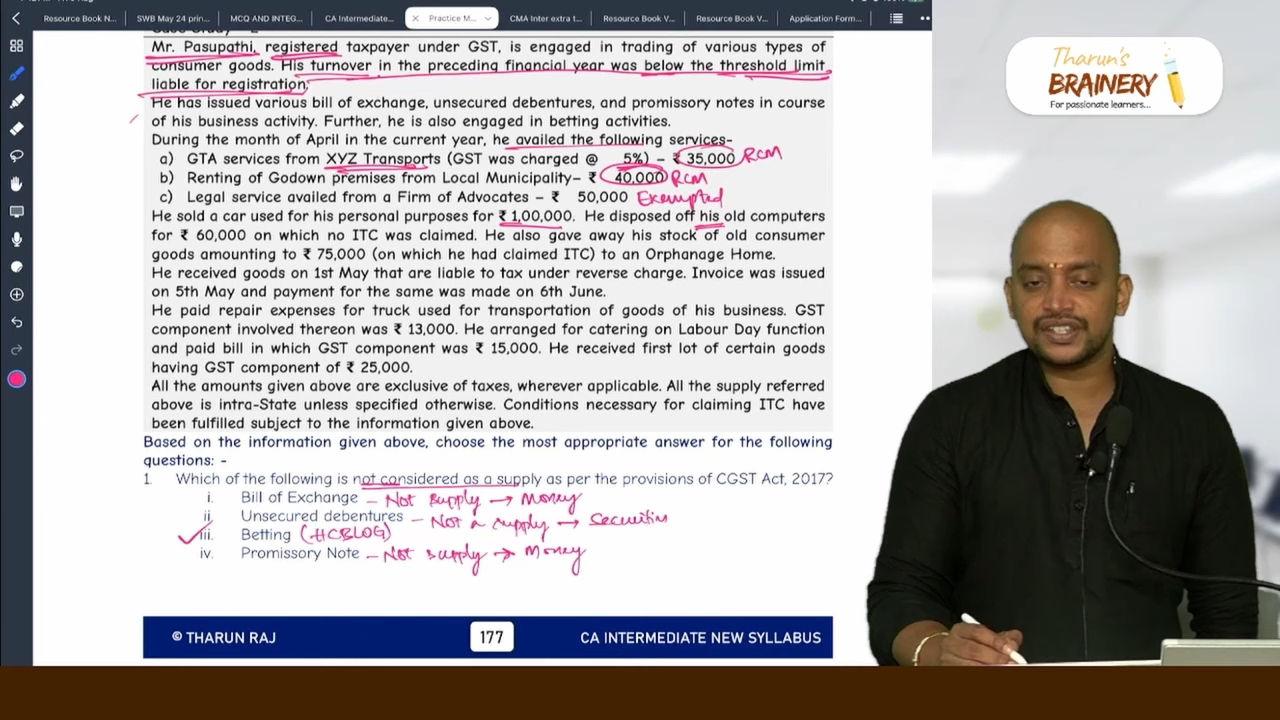 Resource Book N...
SWB May 24 prin...
MCQ AND INTEG...
CA Intermediate...
Practice M...
CMA Inter extra t...
Resource Book V...
Resource Book V...
Application Form...
Mr. Pasupathi, registered taxpayer under GST, is engaged in trading of various types of
consumer goods. His turnover in the preceding financial year was below the threshold limit
liable for registration.
He has issued various bill of exchange, unsecured debentures, and promissory notes in course
of his business activity. Further, he is also engaged in betting activities.
During the month of April in the current year, he availed the following services-
a) GTA services from XYZ Transports (GST was charged @ 5%) – ₹ 35,000 RCM
b) Renting of Godown premises from Local Municipality– ₹ 40,000 RCM
c) Legal service availed from a Firm of Advocates – ₹ 50,000 Exempted
He sold a car used for his personal purposes for ₹ 1,00,000. He disposed off his old computers
for ₹ 60,000 on which no ITC was claimed. He also gave away his stock of old consumer
goods amounting to ₹ 75,000 (on which he had claimed ITC) to an Orphanage Home.
He received goods on 1st May that are liable to tax under reverse charge. Invoice was issued
on 5th May and payment for the same was made on 6th June.
He paid repair expenses for truck used for transportation of goods of his business. GST
component involved thereon was ₹ 13,000. He arranged for catering on Labour Day function
and paid bill in which GST component was ₹ 15,000. He received first lot of certain goods
having GST component of ₹ 25,000.
All the amounts given above are exclusive of taxes, wherever applicable. All the supply referred
above is intra-State unless specified otherwise. Conditions necessary for claiming ITC have
been fulfilled subject to the information given above.
Based on the information given above, choose the most appropriate answer for the following
questions: -
1. Which of the following is not considered as a supply as per the provisions of CGST Act, 2017?
i. Bill of Exchange – Not supply → Money
ii. Unsecured debentures – Not a supply → Securities
iii. Betting (-HCBLOG)
iv. Promissory Note – Not supply → Money
© THARUN RAJ
177
CA INTERMEDIATE NEW SYLLABUS
Tharun's
BRAINERY
For passionate learners...